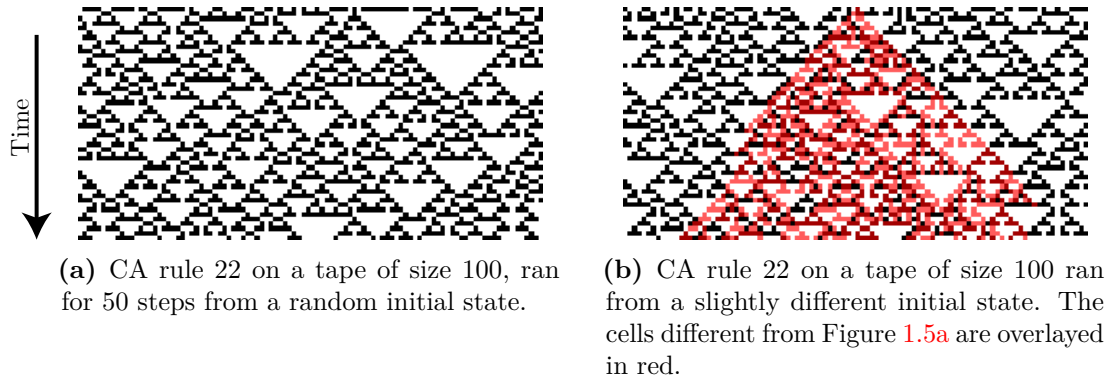 Time
(a) CA rule 22 on a tape of size 100, ran
for 50 steps from a random initial state.
(b) CA rule 22 on a tape of size 100 ran
from a slightly different initial state. The
cells different from Figure 1.5a are overlayed
in red.